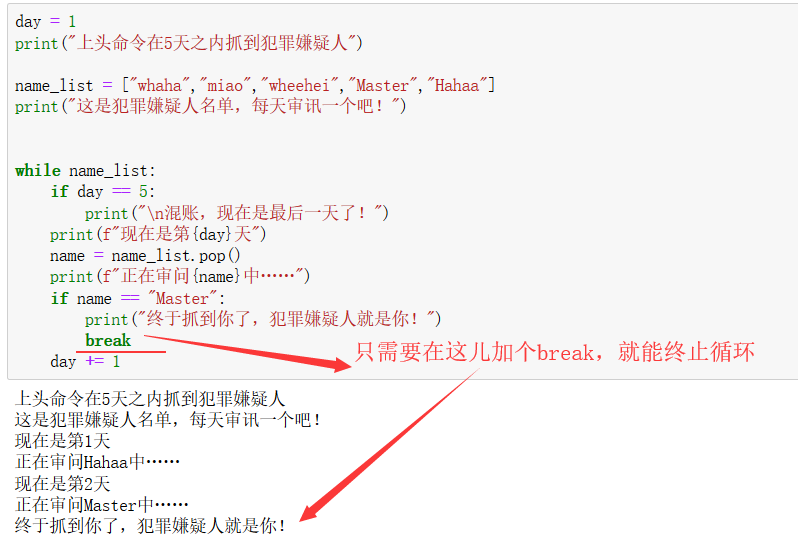 day = 1
print("上头命令在5天之内抓到犯罪嫌疑人")
name_list = ["whaha","miao","wheehei","Master","Hahaa"]
print("这是犯罪嫌疑人名单，每天审讯一个吧！")
while name_list:
    if day == 5:
        print("\n混账，现在是最后一天了！")
    print(f"现在是第{day}天")
    name = name_list.pop()
    print(f"正在审问{name}中······")
    if name == "Master":
        print("终于抓到你了，犯罪嫌疑人就是你！")
        break
    day += 1
只需要在这儿加个break，就能终止循环
上头命令在5天之内抓到犯罪嫌疑人
这是犯罪嫌疑人名单，每天审讯一个吧！
现在是第1天
正在审问Hahaa中······
现在是第2天
正在审问Master中······
终于抓到你了，犯罪嫌疑人就是你！